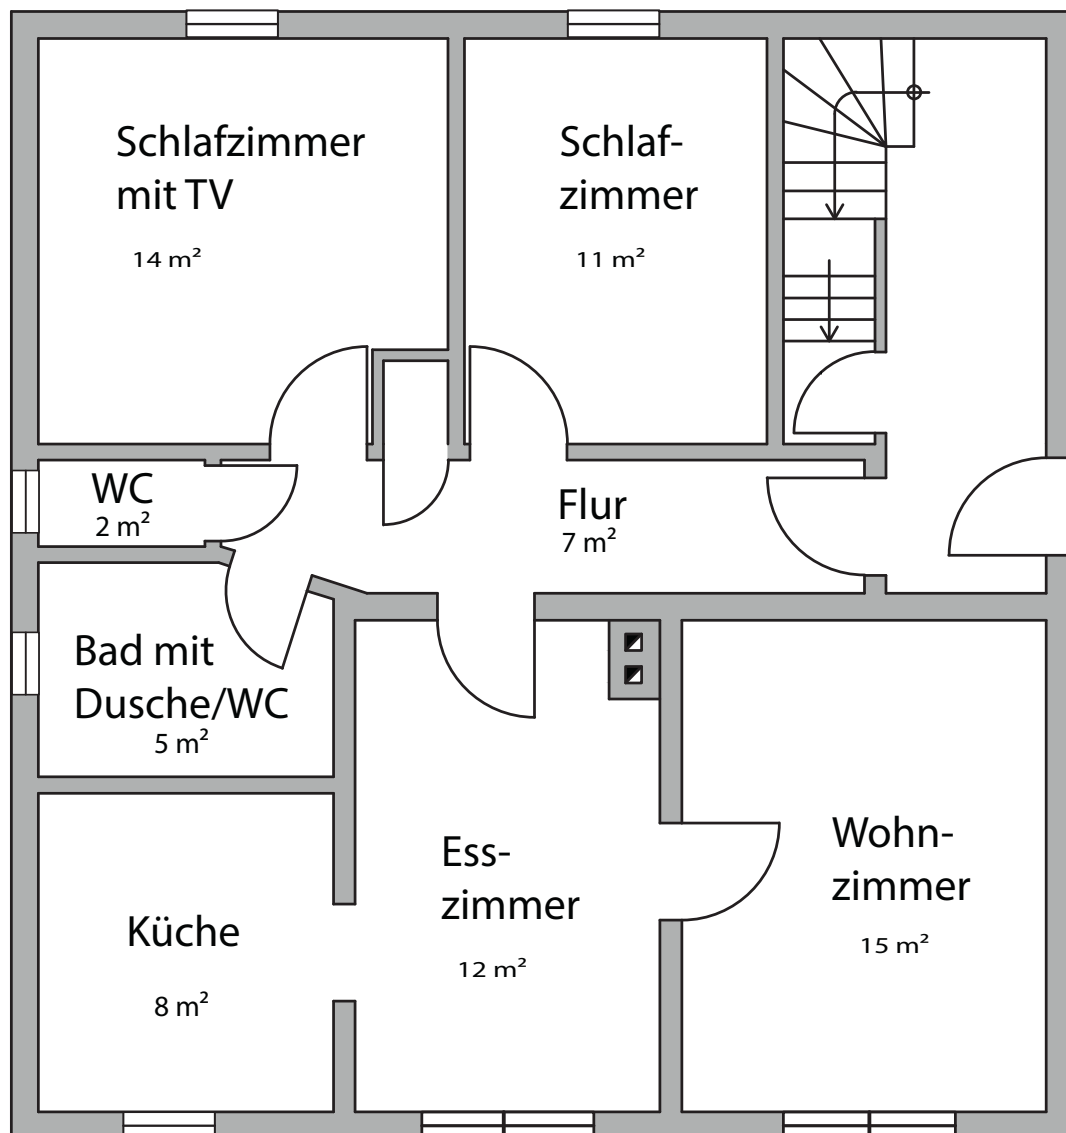 Schlafzimmer
mit TV
14 m²
Schlaf-
zimmer
11 m²
WC
2 m²
Flur
7 m²
Bad mit
Dusche/WC
5 m²
Küche
8 m²
Ess-
zimmer
12 m²
Wohn-
zimmer
15 m²